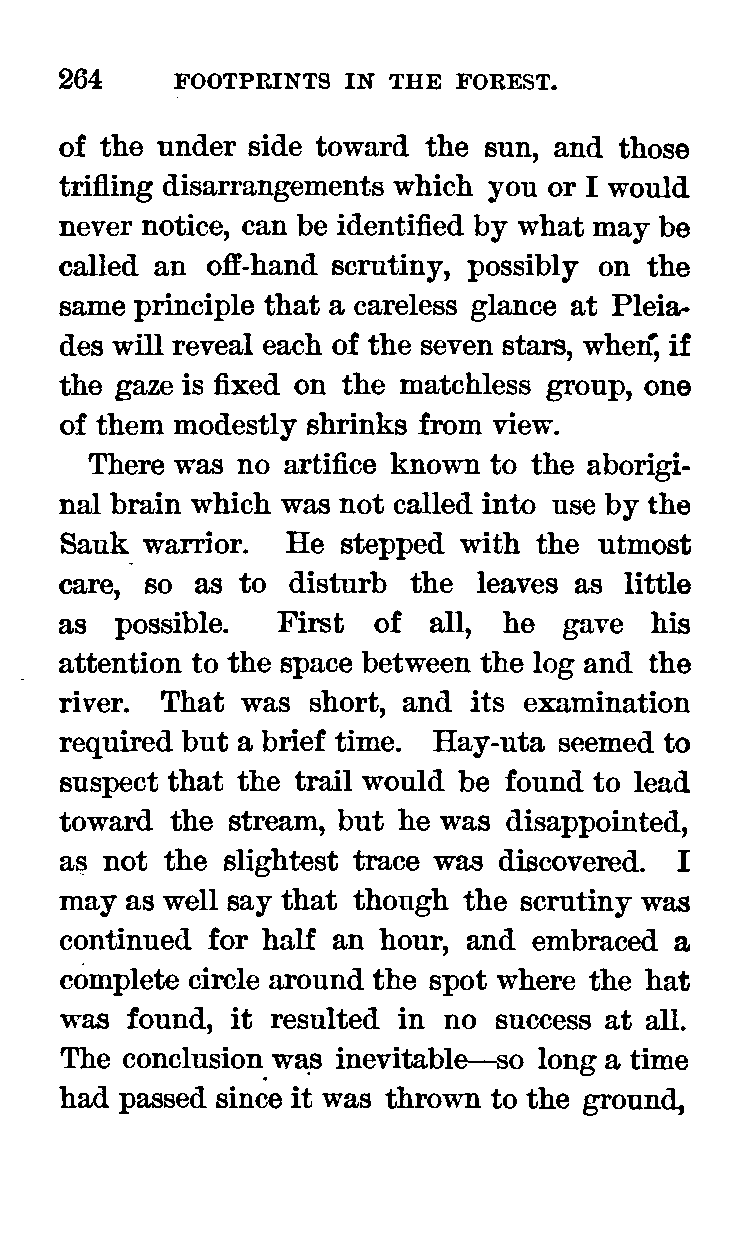 264 FOOTPRINTS IN THE FOREST.
of the under side toward the sun, and those
trifling disarrangements which you or I would
never notice, can be identified by what may be
called an off-hand scrutiny, possibly on the
same principle that a careless glance at Pleia-
des will reveal each of the seven stars, when, if
the gaze is fixed on the matchless group, one
of them modestly shrinks from view.
There was no artifice known to the aborigi-
nal brain which was not called into use by the
Sauk warrior. He stepped with the utmost
care, so as to disturb the leaves as little
as possible. First of all, he gave his
attention to the space between the log and the
river. That was short, and its examination
required but a brief time. Hay-uta seemed to
suspect that the trail would be found to lead
toward the stream, but he was disappointed,
as not the slightest trace was discovered. I
may as well say that though the scrutiny was
continued for half an hour, and embraced a
complete circle around the spot where the hat
was found, it resulted in no success at all.
The conclusion was inevitable—so long a time
had passed since it was thrown to the ground,